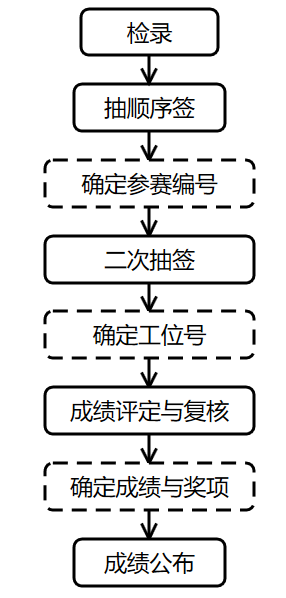 检录
抽顺序签
确定参赛编号
二次抽签
确定工位号
成绩评定与复核
确定成绩与奖项
成绩公布